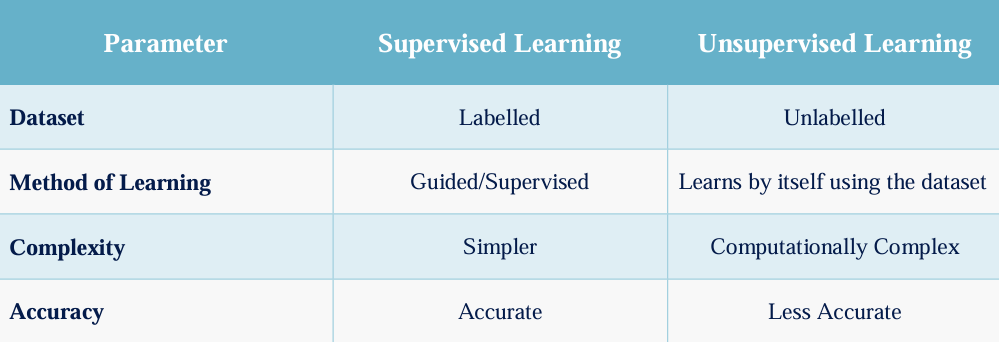 Parameter Supervised Learning Unsupervised Learning
Dataset Labelled Unlabelled
Method of Learning Guided/Supervised Learns by itself using the dataset
Complexity Simpler Computationally Complex
Accuracy Accurate Less Accurate